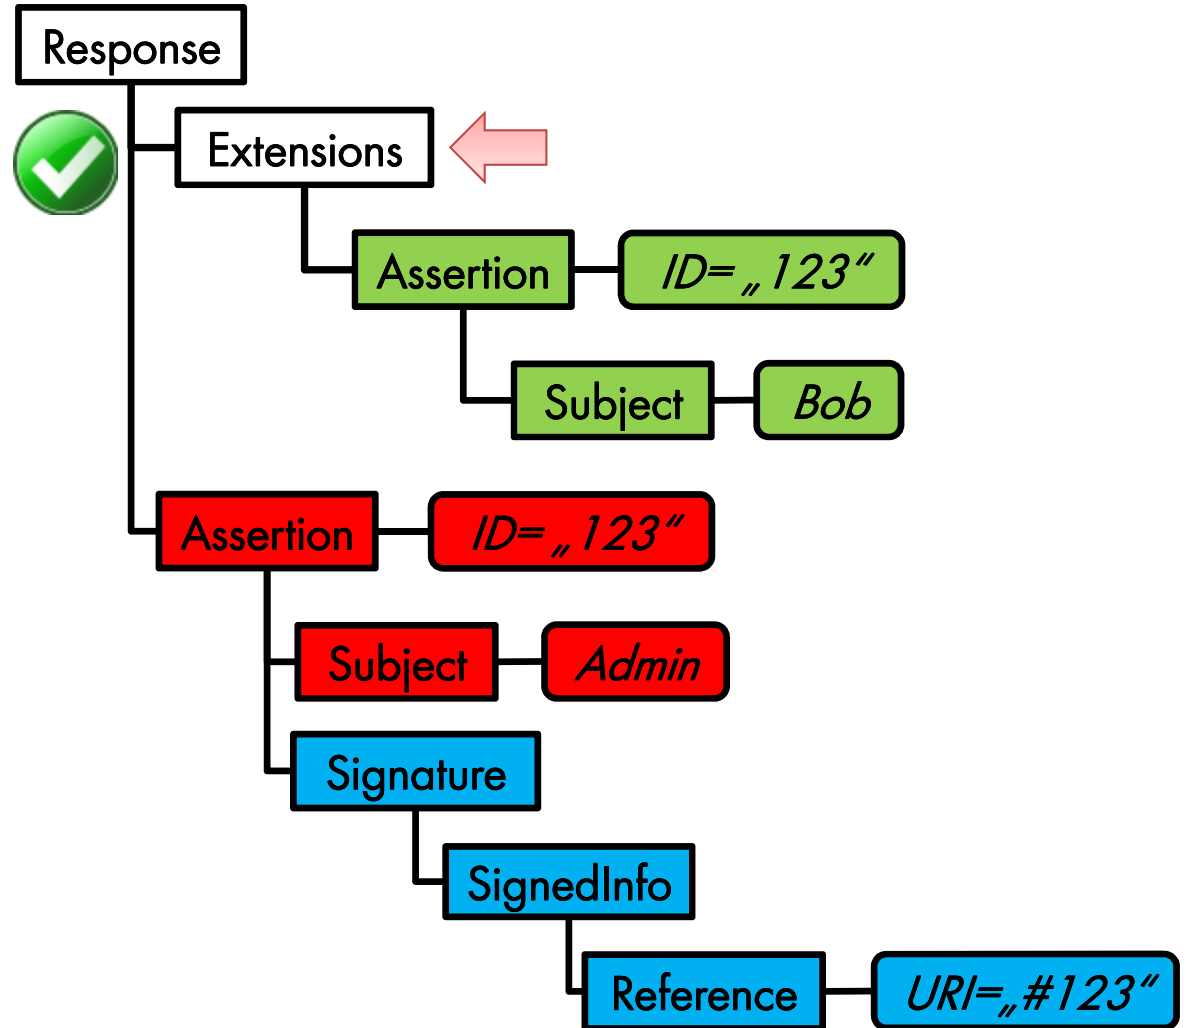 Response
Extensions
Assertion ID=„123”
Subject Bob
Assertion ID=„123”
Subject Admin
Signature
SignedInfo
Reference URI=„#123”